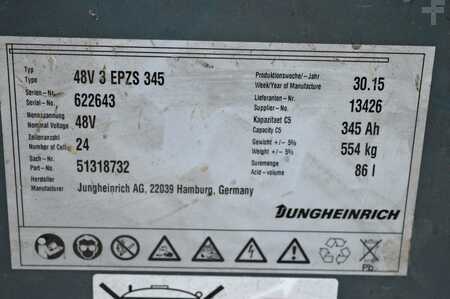 Typ
Type
48V 3 EPZS 345
Produktionswoche/- Jahr
Week/Year of Manufacture
30.15
Serien-Nr.
Serial-No.
622643
Lieferanten-Nr.
Supplier-No.
13426
Nennspannung
Nominal Voltage
48V
Kapazitaet C5
Capacity C5
345 Ah
Zellenanzahl
Number of Cell
24
Gewicht +/- 5%
Weight +/- 5%
554 kg
Sach-Nr.
Part-No.
51318732
Säuremenge
Acid-volume
86 l
Hersteller
Manufacturer
Jungheinrich AG, 22039 Hamburg, Germany
JUNGHEINRICH
Pb
F